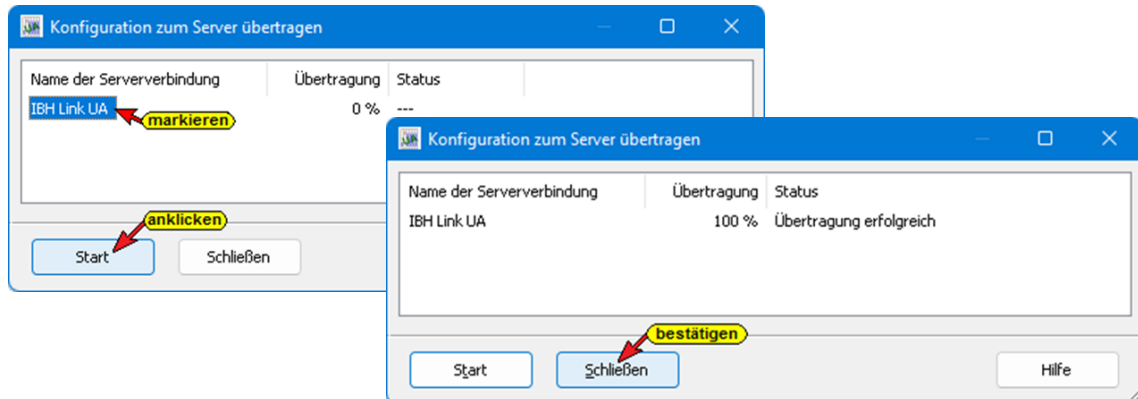 Konfiguration zum Server übertragen
Name der Serververbindung Übertragung Status
IBH Link UA 0 % ---
markieren
anklicken
Start Schließen
Konfiguration zum Server übertragen
Name der Serververbindung Übertragung Status
IBH Link UA 100 % Übertragung erfolgreich
bestätigen
Start Schließen Hilfe